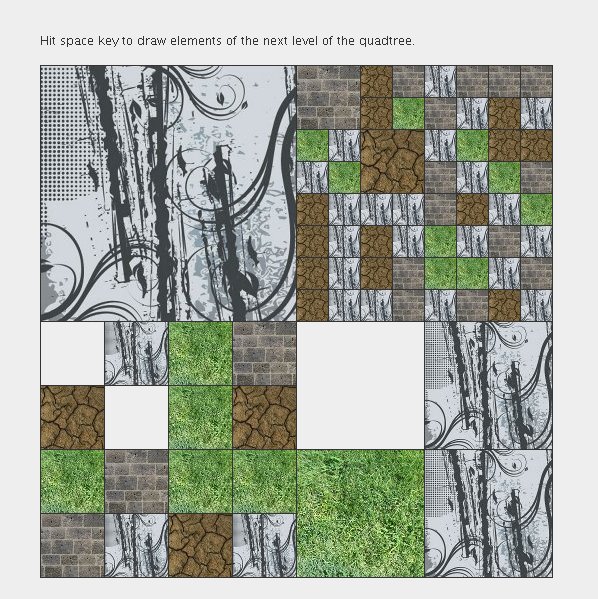 Hit space key to draw elements of the next level of the quadtree.